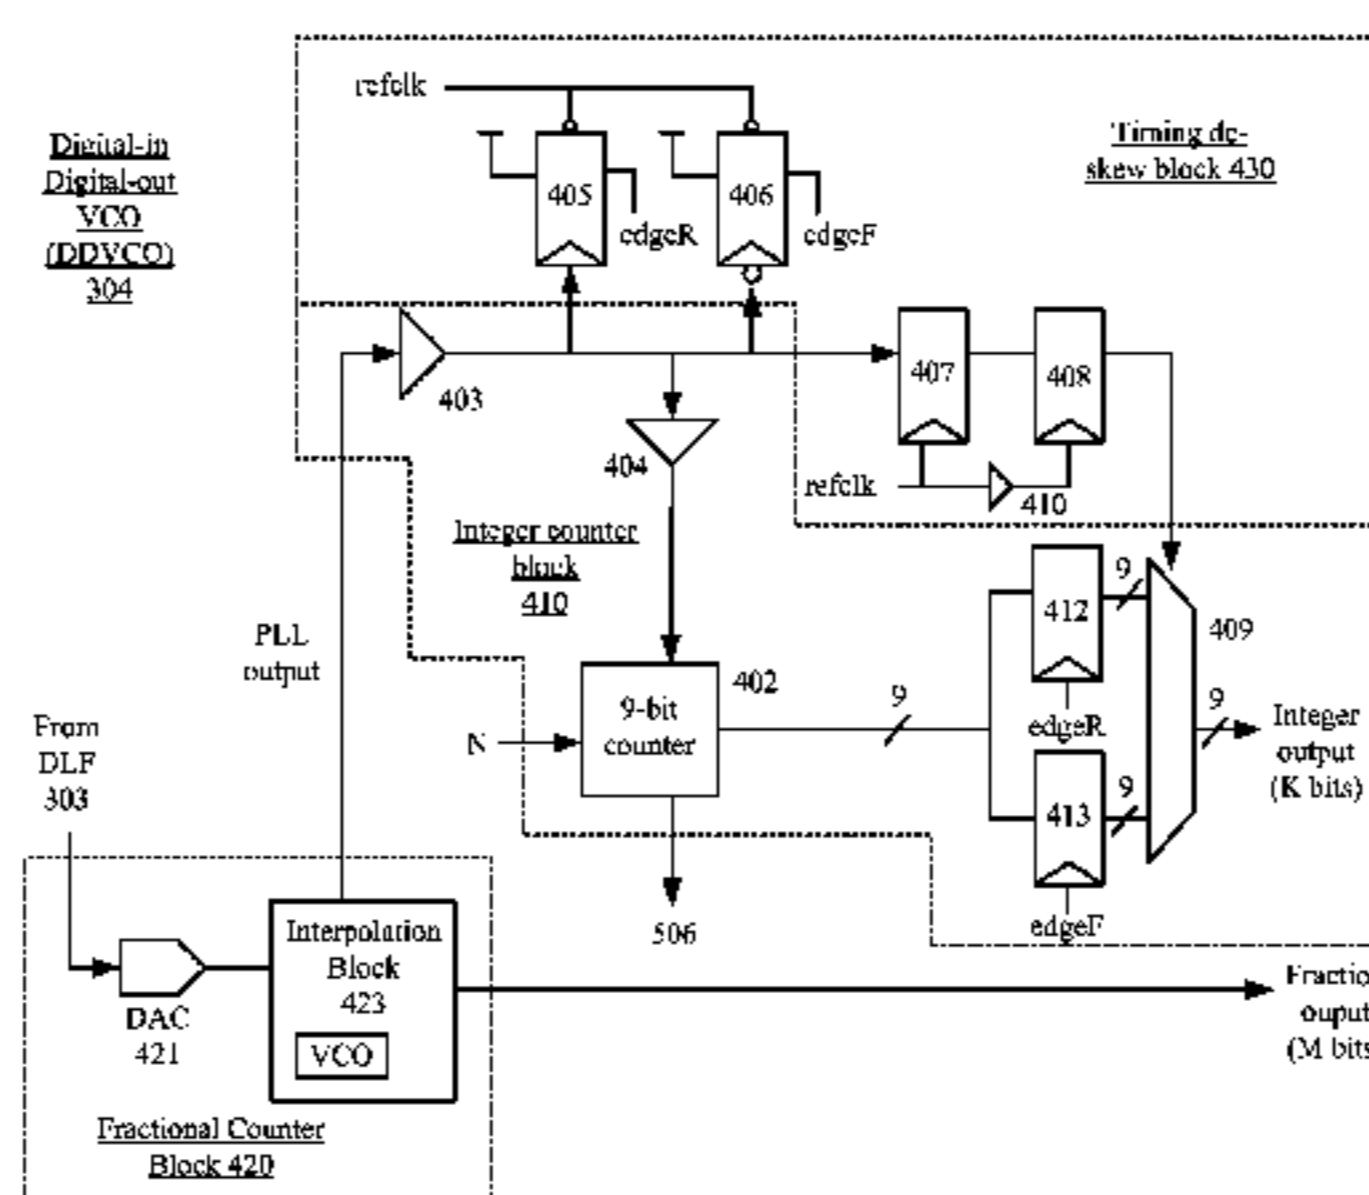 refclk
Timing de-
skew block 430
Digital-in
Digital-out
VCO
(DDVCO)
304
405
406
edgeR
edgeF
403
407
408
404
refclk
410
Integer counter
block
410
9
412
409
PLL
output
402
9
9-bit
counter
N
edgeR
9
Integer
output
(K bits)
From
DLF
303
9
413
506
edgeF
Interpolation
Block
423
VCO
DAC
421
ouput
(M bits
Fractional Counter
Block 420